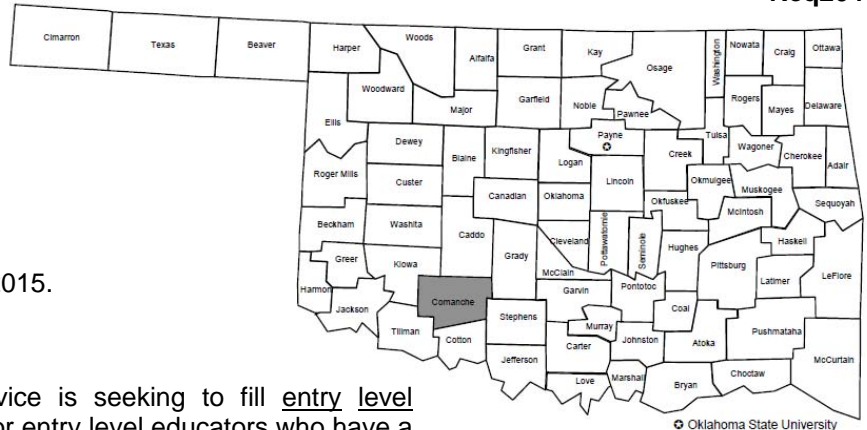 Cimarron
Texas
Beaver
Harper
Woods
Alfalfa
Grant
Kay
Osage
Washington
Nowata
Craig
Ottawa
Woodward
Major
Garfield
Noble
Pawnee
Rogers
Mayes
Delaware
Ellis
Dewey
Blaine
Kingfisher
Logan
Payne
Creek
Tulsa
Wagoner
Cherokee
Adair
Roger Mills
Custer
Canadian
Oklahoma
Lincoln
Okfuskee
Okmulgee
Muskogee
McIntosh
Sequoyah
Beckham
Washita
Caddo
Grady
Cleveland
Pottawatomie
Seminole
Hughes
Pittsburg
Haskell
LeFlore
Greer
Kiowa
McClain
Latimer
Harmon
Jackson
Comanche
Stephens
Garvin
Pontotoc
Coal
Tillman
Cotton
Murray
Carter
Johnston
Atoka
Pushmataha
McCurtain
Jefferson
Love
Marshall
Bryan
Choctaw
Oklahoma State University
015.
vice is seeking to fill entry level
or entry level educators who have a